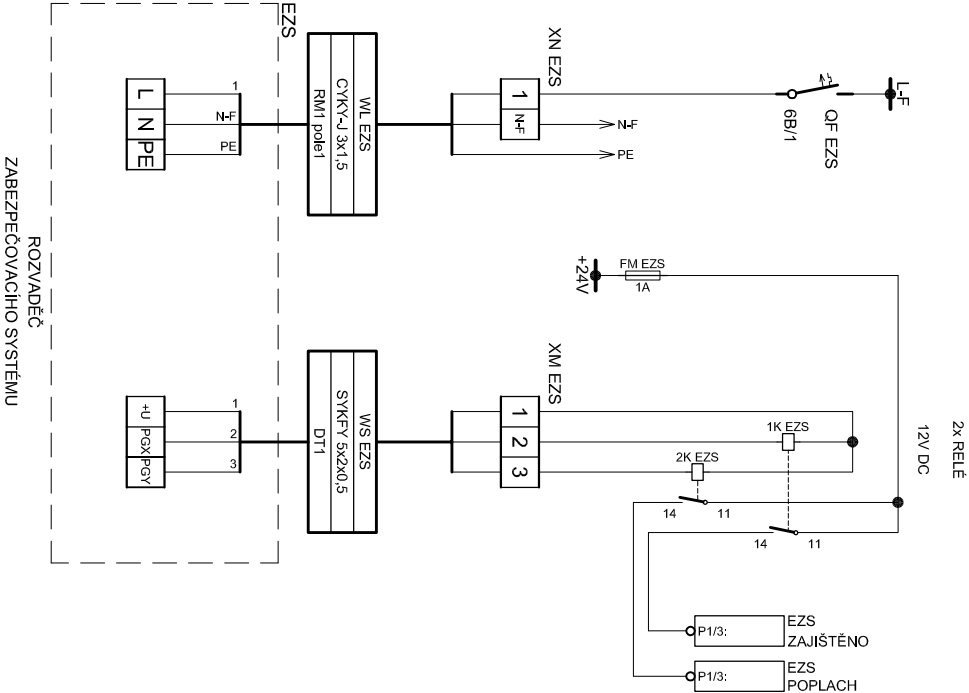 EZS
L
N
PE
1
N-F
PE
WL EZS
CYKY-J 3x1,5
RM1 pole1
XN EZS
1
N-F
N-F
PE
QF EZS
6B/1
L-F
ROZVADĚČ
ZABEZPEČOVACÍHO SYSTÉMU
+U
PGX
PGY
1
2
3
WS EZS
SYKFY 5x2x0,5
DT1
XM EZS
1
2
3
+24V
FM EZS
1A
2x RELÉ
12V DC
1K EZS
2K EZS
14
11
14
11
P1/3:
EZS
ZAJIŠTĚNO
P1/3:
EZS
POPLACH